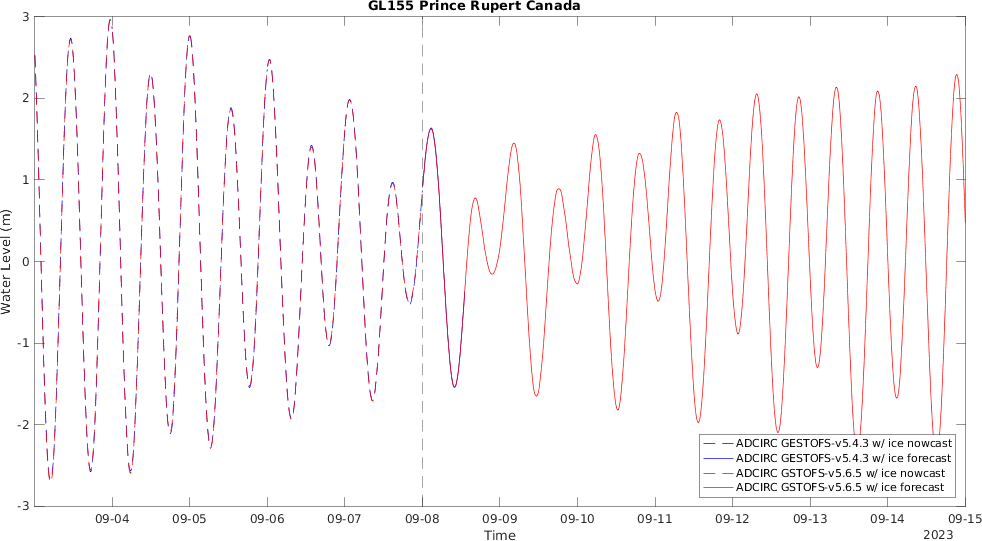 GL155 Prince Rupert Canada
3
2
1
0
-1
-2
-3
Water Level (m)
ADCIRC GESTOFS-v5.4.3 w/ ice nowcast
ADCIRC GESTOFS-v5.4.3 w/ ice forecast
ADCIRC GSTOFS-v5.6.5 w/ ice nowcast
ADCIRC GSTOFS-v5.6.5 w/ ice forecast
09-04 09-05 09-06 09-07 09-08 09-09 09-10 09-11 09-12 09-13 09-14 09-15
Time
2023